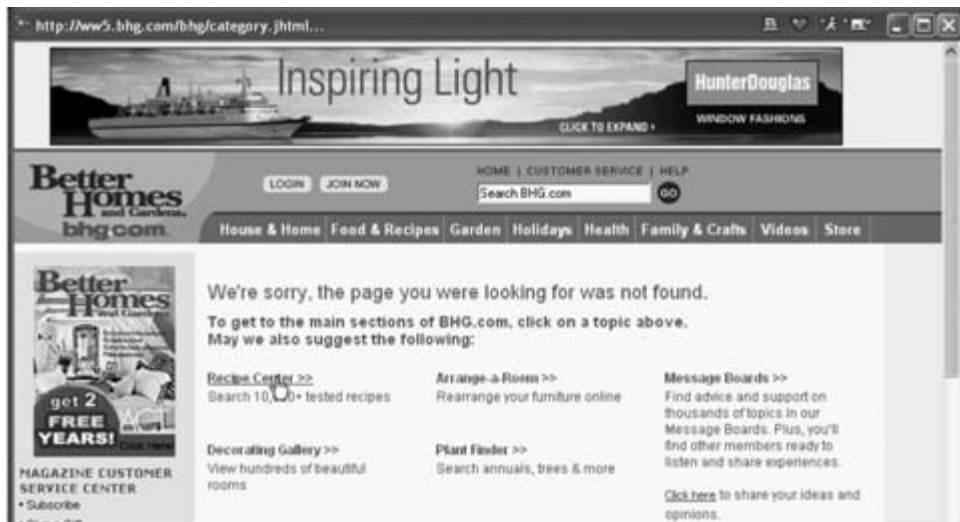 http://ww5.bhg.com/bhg/category.jhtml...
Inspiring Light
HunterDouglas
WINDOW FASHIONS
CLICK TO EXPAND
Better
Homes
and Gardens.
bhg.com
LOGIN JOIN NOW
HOME | CUSTOMER SERVICE | HELP
Search BHG.com GO
House & Home Food & Recipes Garden Holidays Health Family & Crafts Videos Store
Better
Homes
and Gardens
get 2
FREE
YEARS!
Click Here
MAGAZINE CUSTOMER
SERVICE CENTER
• Subscribe
We're sorry, the page you were looking for was not found.
To get to the main sections of BHG.com, click on a topic above.
May we also suggest the following:
Recipe Center >>
Search 10, 0+ tested recipes
Arrange-a-Room >>
Rearrange your furniture online
Message Boards >>
Find advice and support on
thousands of topics in our
Message Boards. Plus, you'll
find other members ready to
listen and share experiences.
Click here to share your ideas and
opinions.
Decorating Gallery >>
View hundreds of beautiful
rooms
Plant Finder >>
Search annuals, trees & more